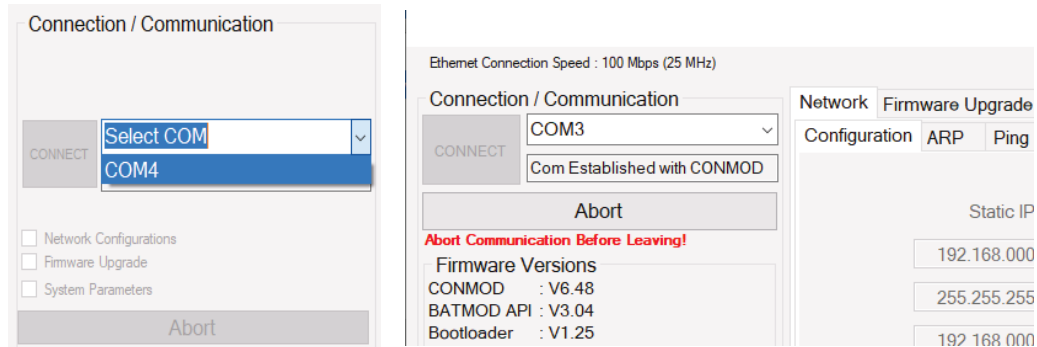 Connection / Communication
CONNECT
Select COM
COM4
Network Configurations
Firmware Upgrade
System Parameters
Abort
Ethernet Connection Speed : 100 Mbps (25 MHz)
Connection / Communication
CONNECT
COM3
Com Established with CONMOD
Abort
Abort Communication Before Leaving!
Firmware Versions
CONMOD : V6.48
BATMOD API : V3.04
Bootloader : V1.25
Network Firmware Upgrade
Configuration ARP Ping
Static IP
192.168.000
255.255.255
192.168.000